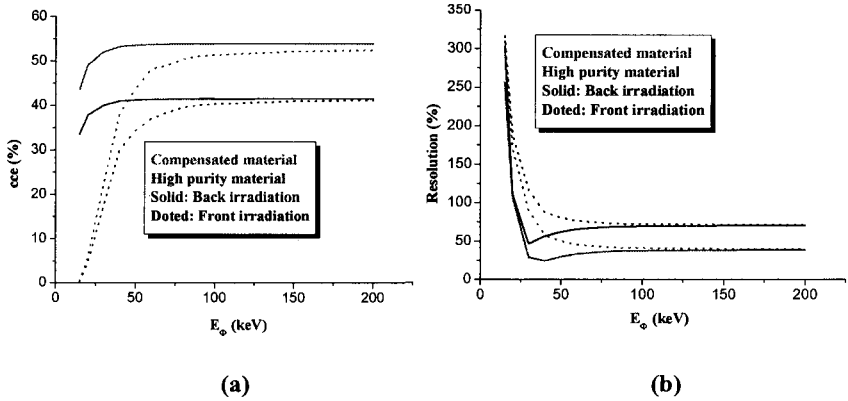 60
50
40
30
20
10
0
cce (%)
Compensated material
High purity material
Solid: Back irradiation
Doted: Front irradiation
0 50 100 150 200
E_Φ (keV)
(a)
350
300
250
200
150
100
50
0
Resolution (%)
Compensated material
High purity material
Solid: Back irradiation
Doted: Front irradiation
0 50 100 150 200
E_Φ (keV)
(b)